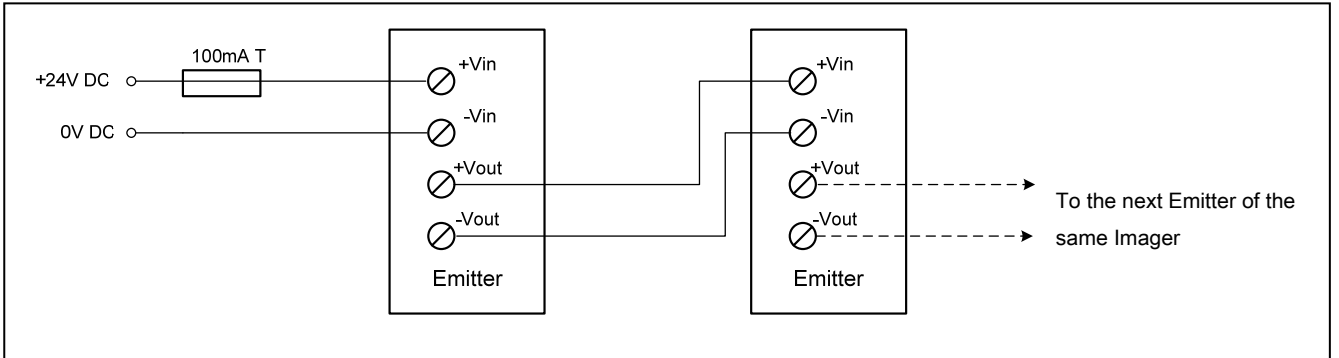 100mA T
+24V DC
0V DC
+Vin
-Vin
+Vout
-Vout
Emitter
+Vin
-Vin
+Vout
-Vout
Emitter
To the next Emitter of the
same Imager